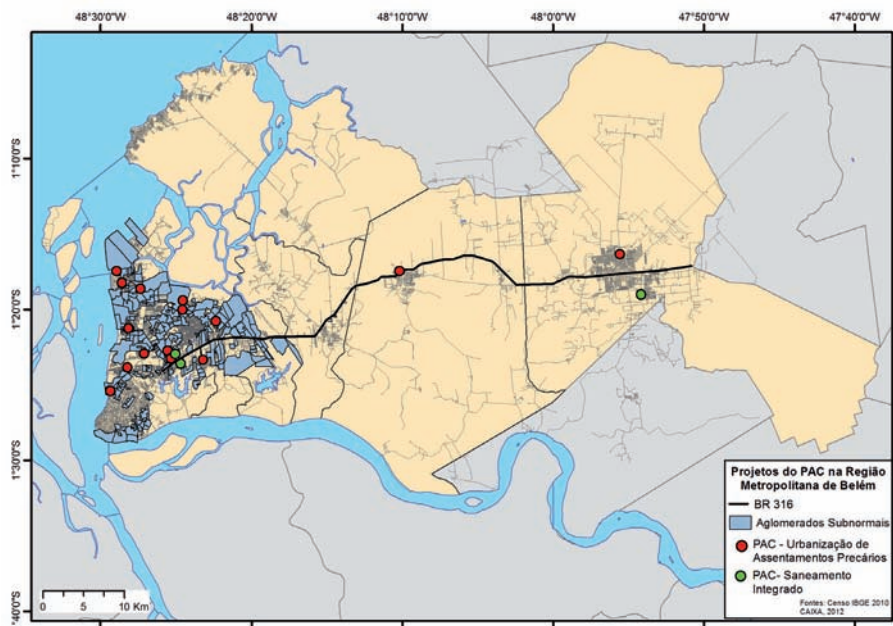 48°30'0"W
48°20'0"W
48°10'0"W
48°0'0"W
47°50'0"W
47°40'0"W
1°10'0"S
1°20'0"S
1°30'0"S
1°40'0"S
0 5 10 Km
Projetos do PAC na Região
Metropolitana de Belém
BR 316
Aglomerados Subnormais
PAC - Urbanização de
Assentamentos Precários
PAC- Saneamento
Integrado
Fontes: Censo IBGE 2010
CAIXA, 2012